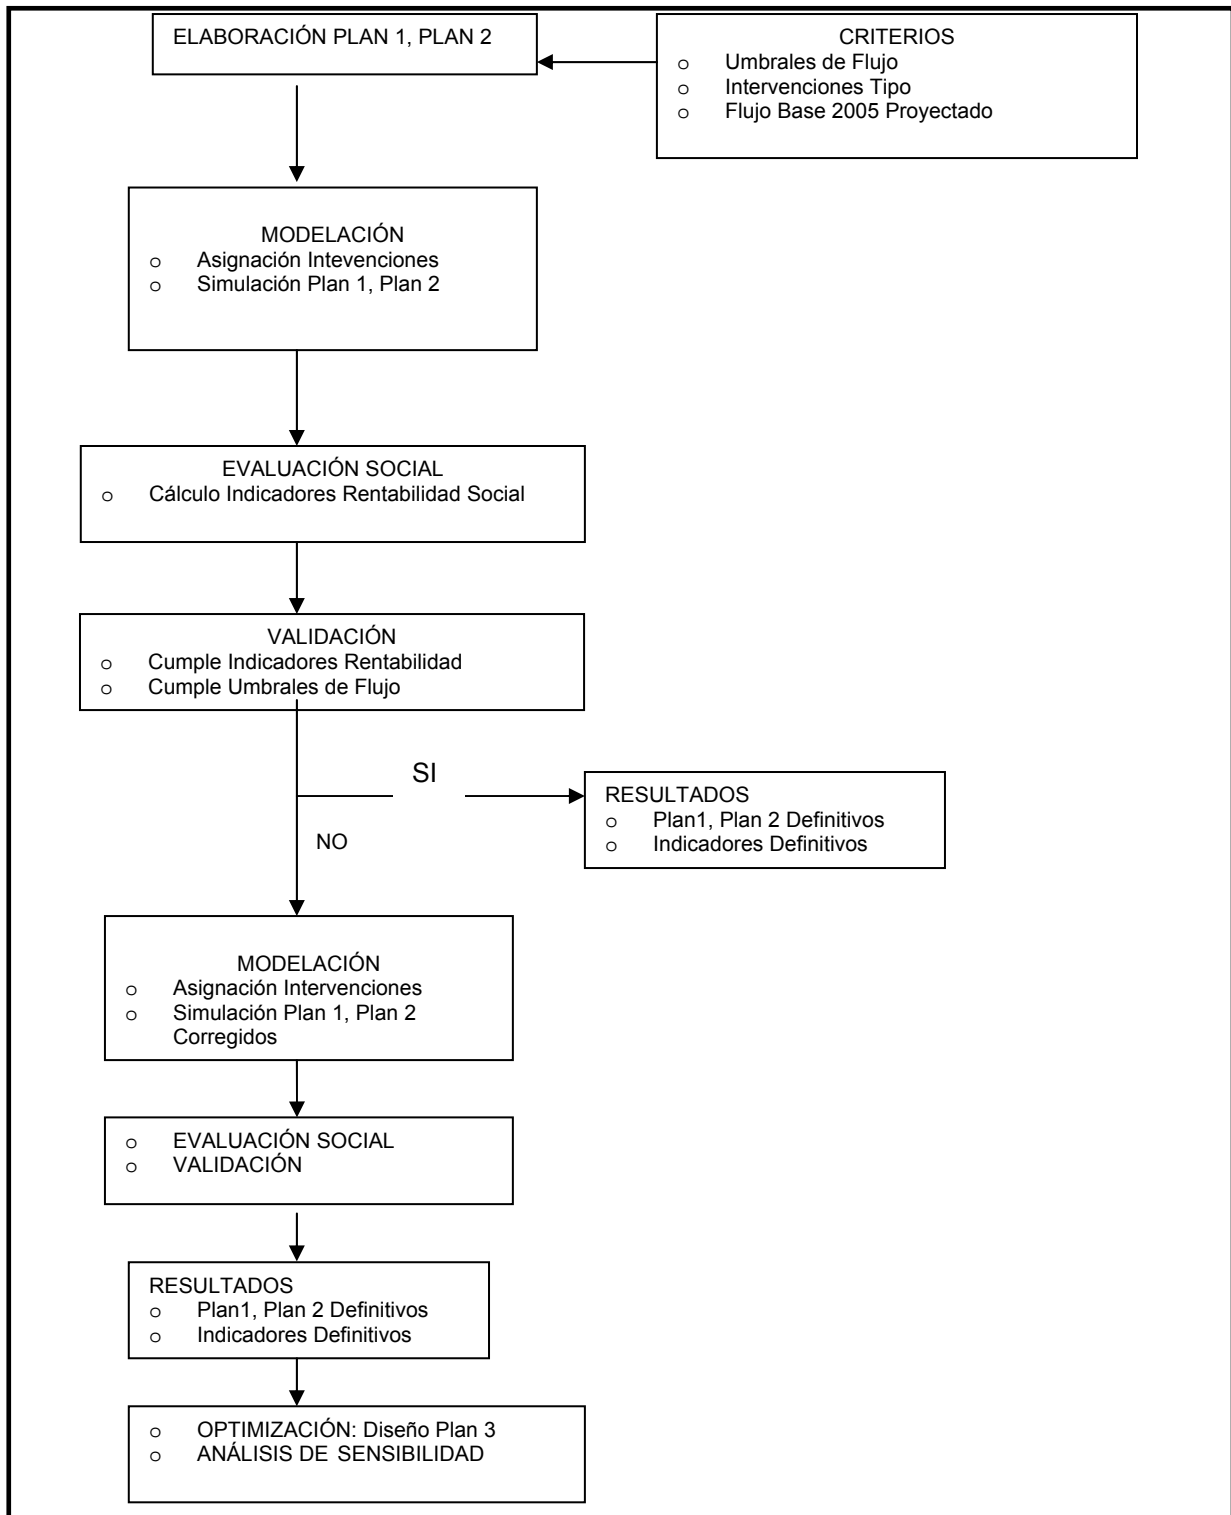 ELABORACIÓN PLAN 1, PLAN 2
CRITERIOS
o Umbrales de Flujo
o Intervenciones Tipo
o Flujo Base 2005 Proyectado
MODELACIÓN
o Asignación Intevenciones
o Simulación Plan 1, Plan 2
EVALUACIÓN SOCIAL
o Cálculo Indicadores Rentabilidad Social
VALIDACIÓN
o Cumple Indicadores Rentabilidad
o Cumple Umbrales de Flujo
SI
RESULTADOS
o Plan1, Plan 2 Definitivos
o Indicadores Definitivos
NO
MODELACIÓN
o Asignación Intervenciones
o Simulación Plan 1, Plan 2
Corregidos
o EVALUACIÓN SOCIAL
o VALIDACIÓN
RESULTADOS
o Plan1, Plan 2 Definitivos
o Indicadores Definitivos
o OPTIMIZACIÓN: Diseño Plan 3
o ANÁLISIS DE SENSIBILIDAD